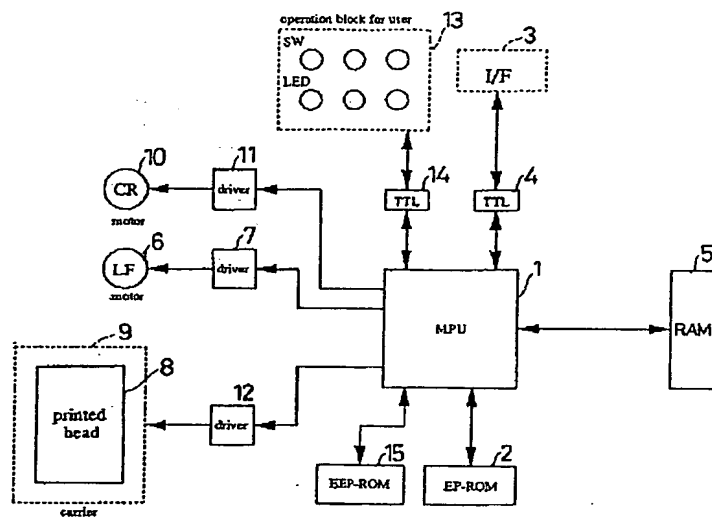 operation block for user
13
SW
LED
3
I/F
10
CR
motor
11
driver
14
TTL
4
TTL
6
LF
motor
7
driver
1
MPU
5
RAM
9
8
printed
head
carrier
12
driver
15
EEP-ROM
2
EP-ROM